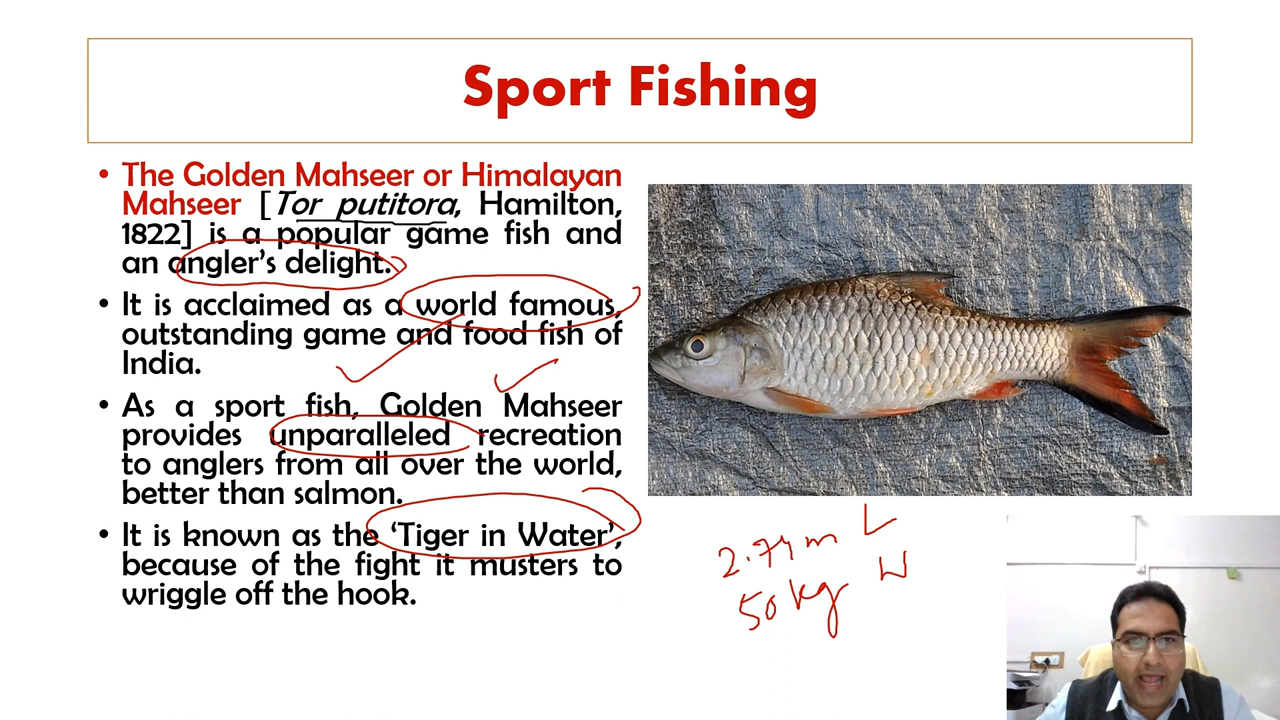 Sport Fishing
• The Golden Mahseer or Himalayan
Mahseer [Tor putitora, Hamilton,
1822] is a popular game fish and
an angler's delight.
• It is acclaimed as a world famous,
outstanding game and food fish of
India.
• As a sport fish, Golden Mahseer
provides unparalleled recreation
to anglers from all over the world,
better than salmon.
• It is known as the 'Tiger in Water',
because of the fight it musters to
wriggle off the hook.
2.74m L
50kg W